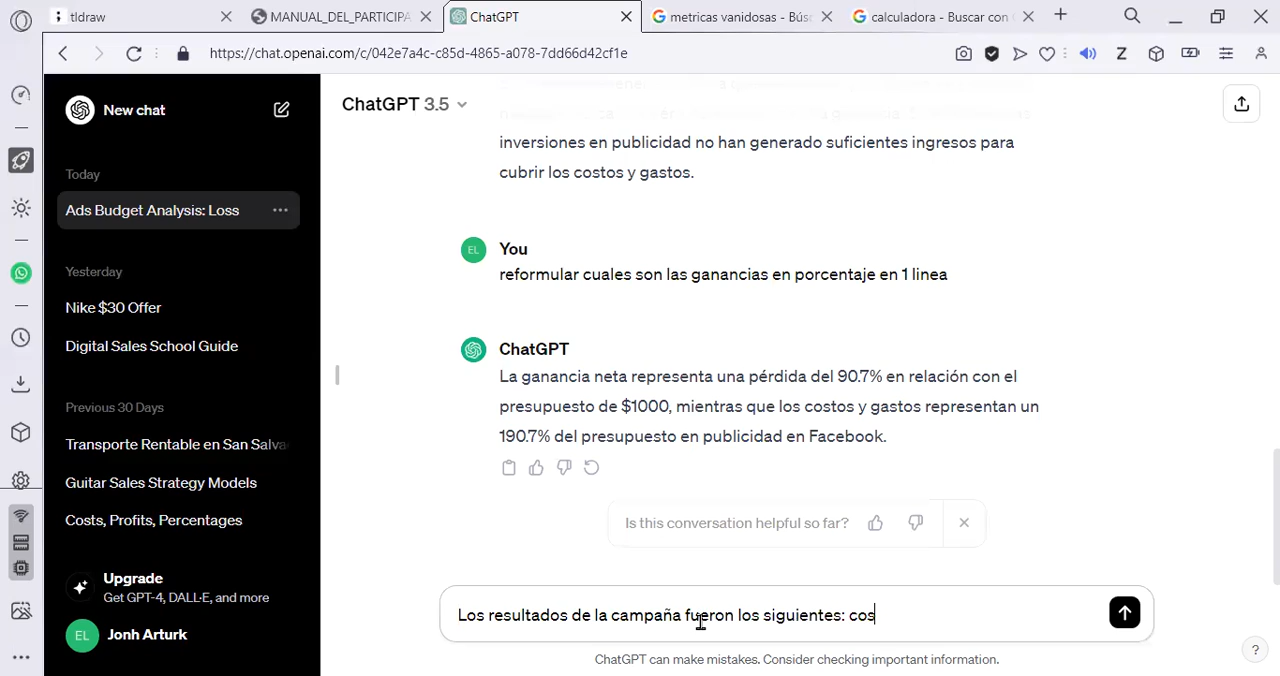 tldraw
MANUAL_DEL_PARTICIPA
ChatGPT
metricas vanidosas - Bús
calculadora - Buscar con
https://chat.openai.com/c/042e7a4c-c85d-4865-a078-7dd66d42cf1e
New chat
Today
Ads Budget Analysis: Loss
Yesterday
Nike $30 Offer
Digital Sales School Guide
Previous 30 Days
Transporte Rentable en San Salva
Guitar Sales Strategy Models
Costs, Profits, Percentages
Upgrade
Get GPT-4, DALL·E, and more
EL
Jonh Arturk
ChatGPT 3.5
inversiones en publicidad no han generado suficientes ingresos para
cubrir los costos y gastos.
EL
You
reformular cuales son las ganancias en porcentaje en 1 linea
ChatGPT
La ganancia neta representa una pérdida del 90.7% en relación con el
presupuesto de $1000, mientras que los costos y gastos representan un
190.7% del presupuesto en publicidad en Facebook.
Is this conversation helpful so far?
Los resultados de la campaña fueron los siguientes: cos
ChatGPT can make mistakes. Consider checking important information.
?